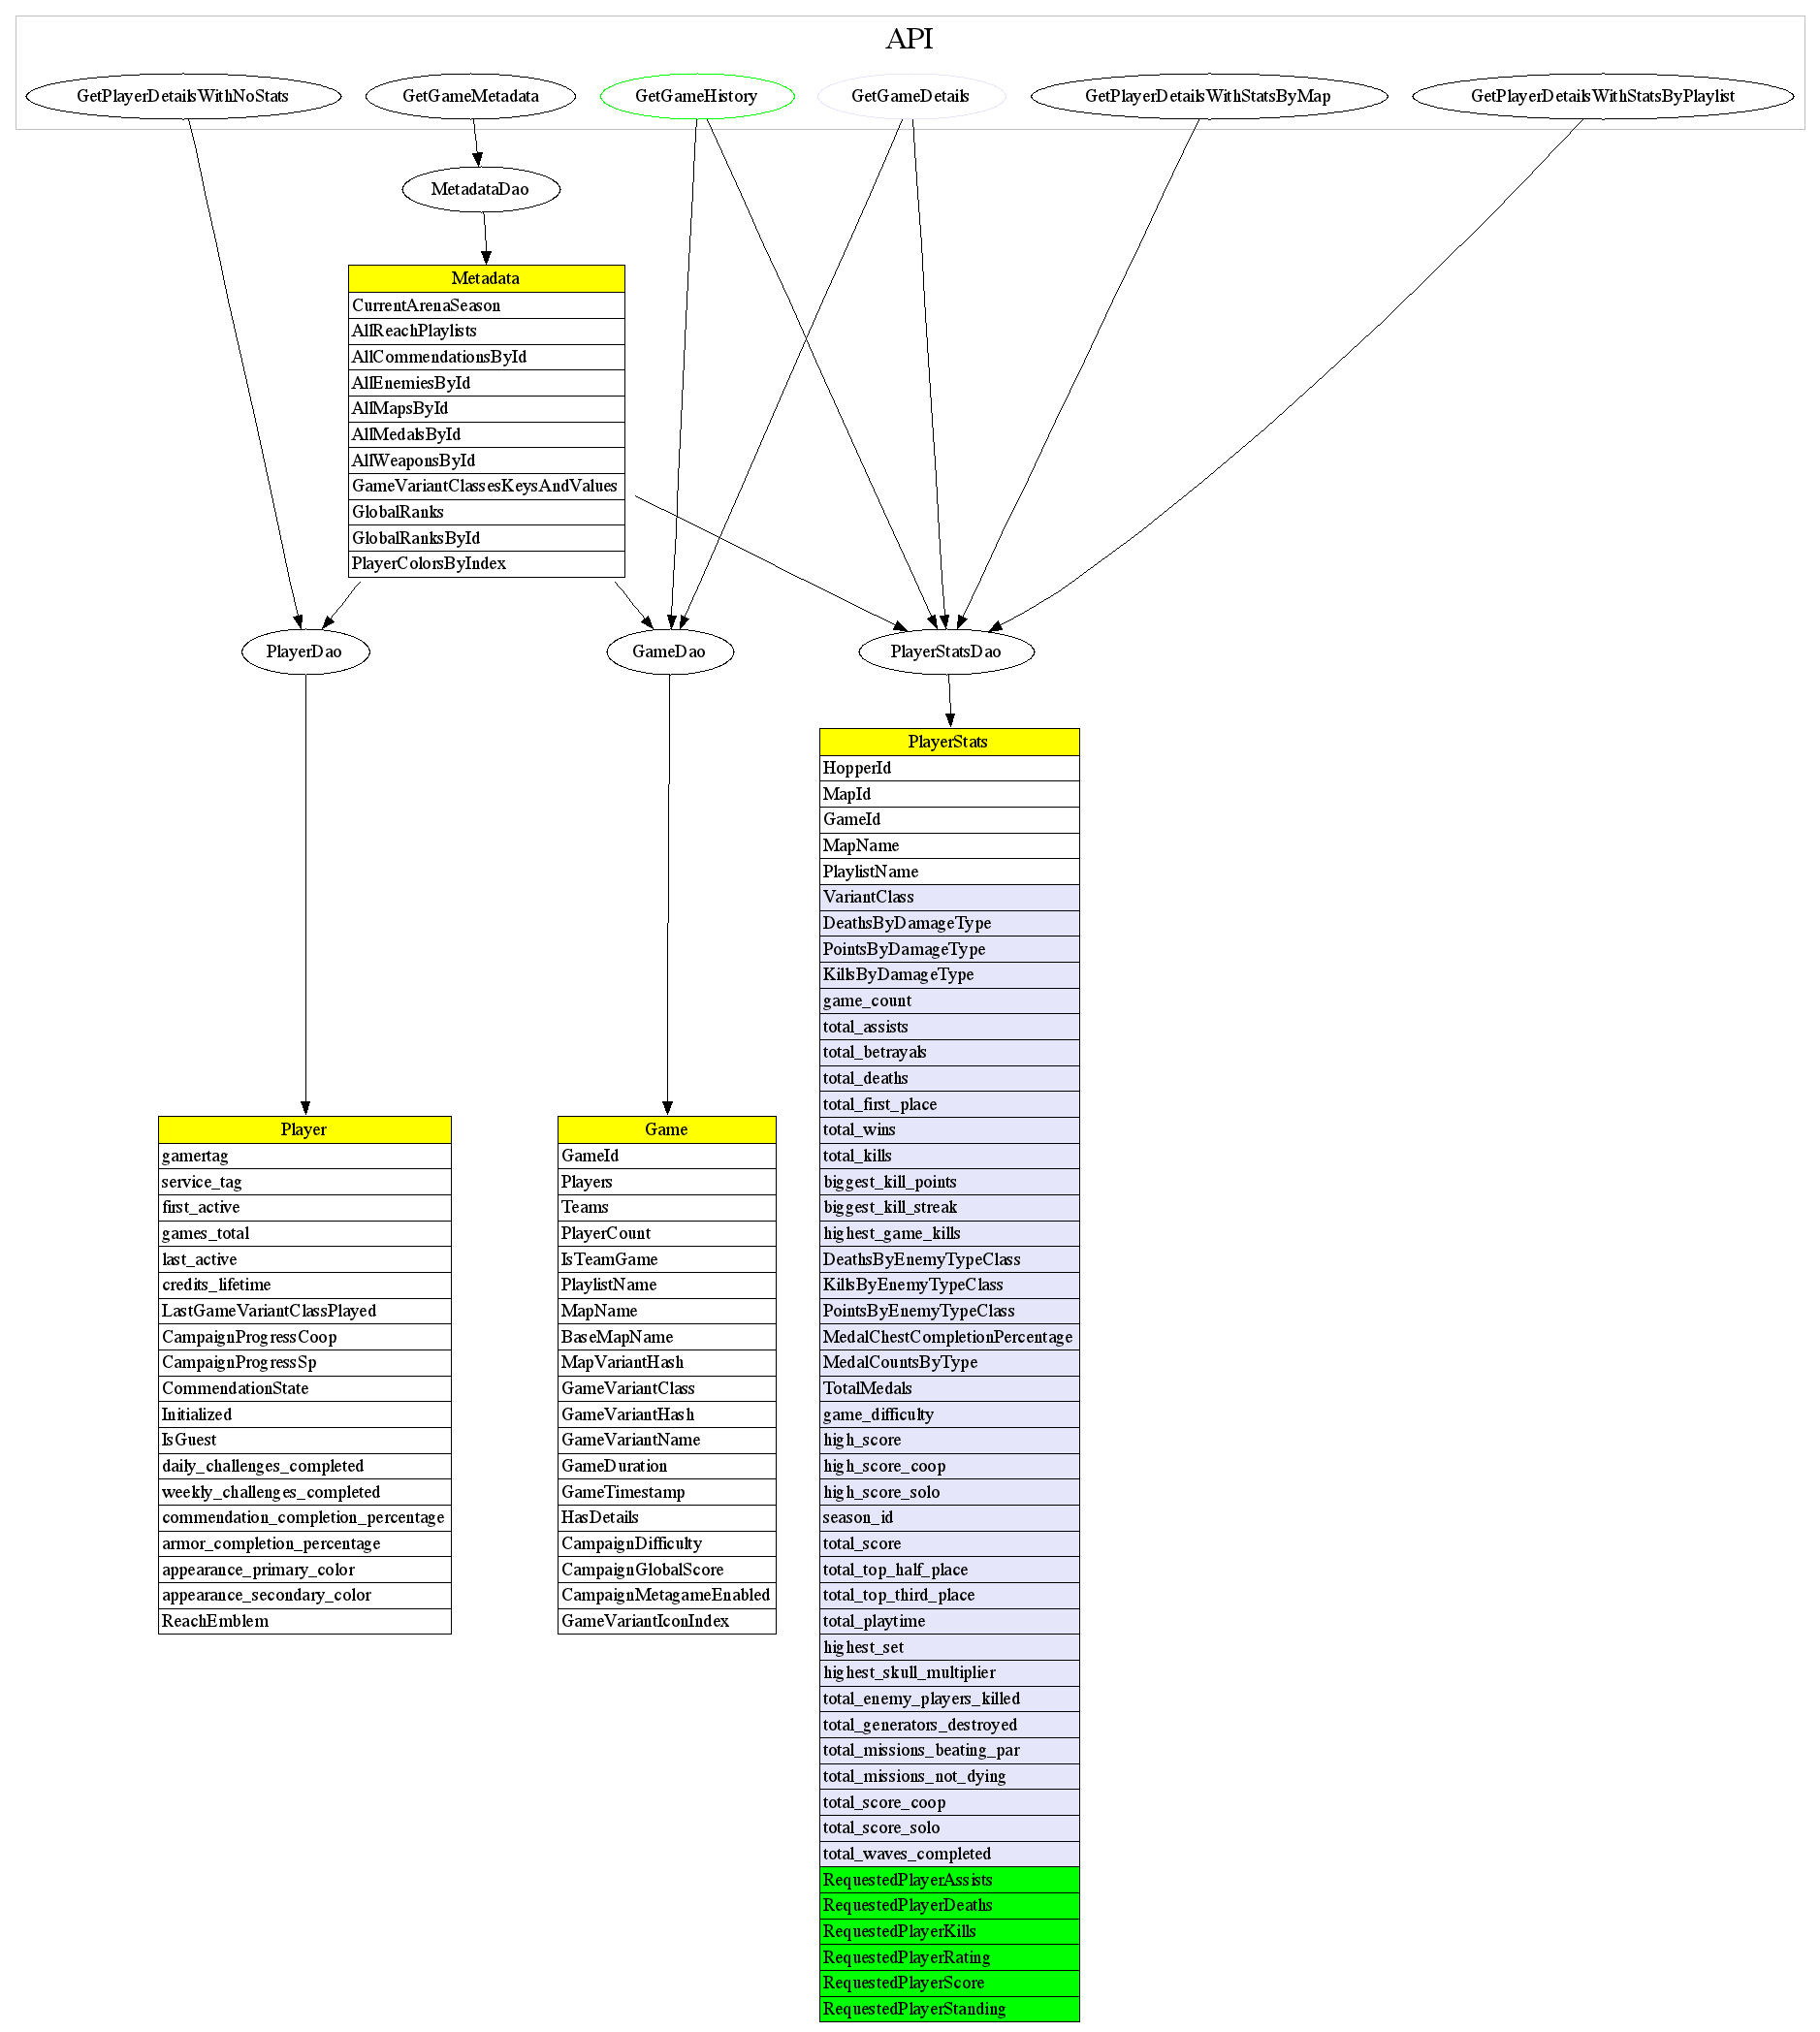 API
GetPlayerDetailsWithNoStats
GetGameMetadata
GetGameHistory
GetGameDetails
GetPlayerDetailsWithStatsByMap
GetPlayerDetailsWithStatsByPlaylist
MetadataDao
Metadata
CurrentArenaSeason
AllReachPlaylists
AllCommendationsById
AllEnemiesById
AllMapsById
AllMedalsById
AllWeaponsById
GameVariantClassesKeysAndValues
GlobalRanks
GlobalRanksById
PlayerColorsByIndex
PlayerDao
GameDao
PlayerStatsDao
Player
gamertag
service_tag
first_active
games_total
last_active
credits_lifetime
LastGameVariantClassPlayed
CampaignProgressCoop
CampaignProgressSp
CommendationState
Initialized
IsGuest
daily_challenges_completed
weekly_challenges_completed
commendation_completion_percentage
armor_completion_percentage
appearance_primary_color
appearance_secondary_color
ReachEmblem
Game
GameId
Players
Teams
PlayerCount
IsTeamGame
PlaylistName
MapName
BaseMapName
MapVariantHash
GameVariantClass
GameVariantHash
GameVariantName
GameDuration
GameTimestamp
HasDetails
CampaignDifficulty
CampaignGlobalScore
CampaignMetagameEnabled
GameVariantIconIndex
PlayerStats
HopperId
MapId
GameId
MapName
PlaylistName
VariantClass
DeathsByDamageType
PointsByDamageType
KillsByDamageType
game_count
total_assists
total_betrayals
total_deaths
total_first_place
total_wins
total_kills
biggest_kill_points
biggest_kill_streak
highest_game_kills
DeathsByEnemyTypeClass
KillsByEnemyTypeClass
PointsByEnemyTypeClass
MedalChestCompletionPercentage
MedalCountsByType
TotalMedals
game_difficulty
high_score
high_score_coop
high_score_solo
season_id
total_score
total_top_half_place
total_top_third_place
total_playtime
highest_set
highest_skull_multiplier
total_enemy_players_killed
total_generators_destroyed
total_missions_beating_par
total_missions_not_dying
total_score_coop
total_score_solo
total_waves_completed
RequestedPlayerAssists
RequestedPlayerDeaths
RequestedPlayerKills
RequestedPlayerRating
RequestedPlayerScore
RequestedPlayerStanding